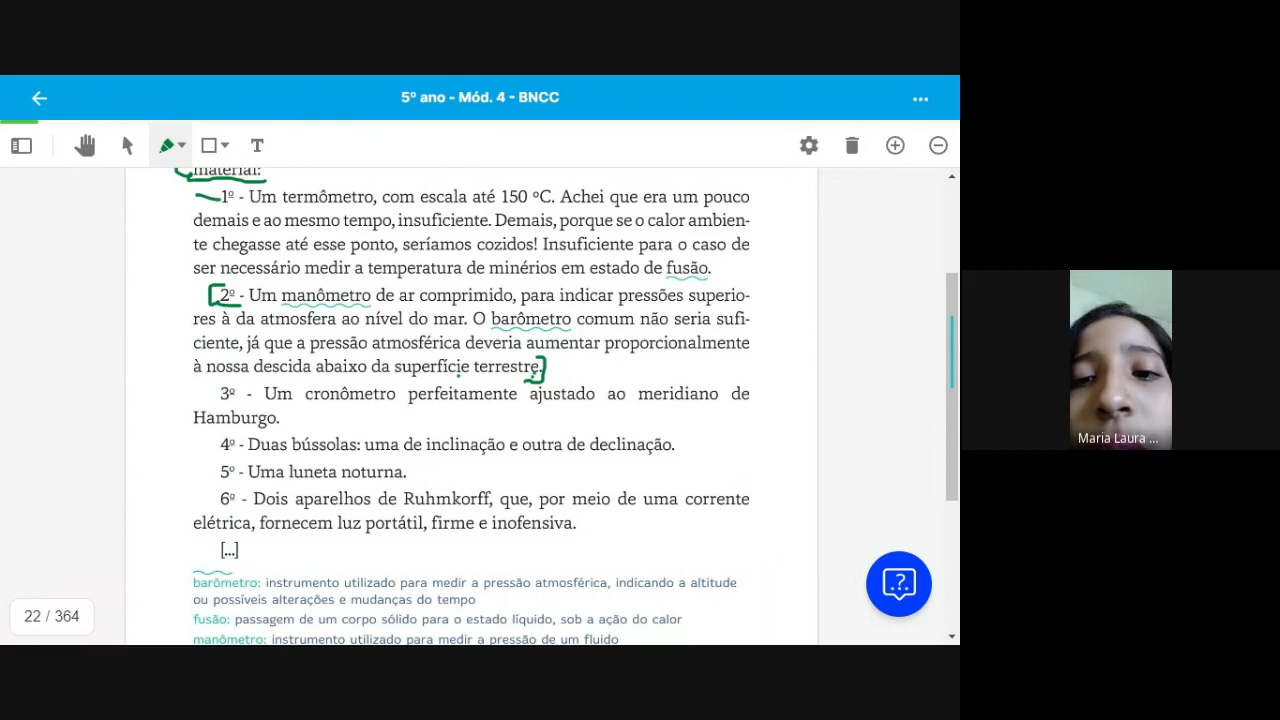 5º ano - Mód. 4 - BNCC
material:
1º - Um termômetro, com escala até 150 ºC. Achei que era um pouco
demais e ao mesmo tempo, insuficiente. Demais, porque se o calor ambien-
te chegasse até esse ponto, seríamos cozidos! Insuficiente para o caso de
ser necessário medir a temperatura de minérios em estado de fusão.
2º - Um manômetro de ar comprimido, para indicar pressões superio-
res à da atmosfera ao nível do mar. O barômetro comum não seria sufi-
ciente, já que a pressão atmosférica deveria aumentar proporcionalmente
à nossa descida abaixo da superfície terrestre.
3º - Um cronômetro perfeitamente ajustado ao meridiano de
Hamburgo.
4º - Duas bússolas: uma de inclinação e outra de declinação.
5º - Uma luneta noturna.
6º - Dois aparelhos de Ruhmkorff, que, por meio de uma corrente
elétrica, fornecem luz portátil, firme e inofensiva.
[...]
barômetro: instrumento utilizado para medir a pressão atmosférica, indicando a altitude
ou possíveis alterações e mudanças do tempo
fusão: passagem de um corpo sólido para o estado líquido, sob a ação do calor
manômetro: instrumento utilizado para medir a pressão de um fluido
22 / 364
Maria Laura ...